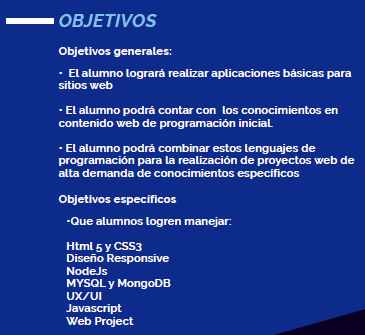 OBJETIVOS
Objetivos generales:
• El alumno logrará realizar aplicaciones básicas para
sitios web
• El alumno podrá contar con los conocimientos en
contenido web de programación inicial.
• El alumno podrá combinar estos lenguajes de
programación para la realización de proyectos web de
alta demanda de conocimientos específicos
Objetivos específicos
•Que alumnos logren manejar:
Html 5 y CSS3
Diseño Responsive
NodeJs
MYSQL y MongoDB
UX/UI
Javascript
Web Project